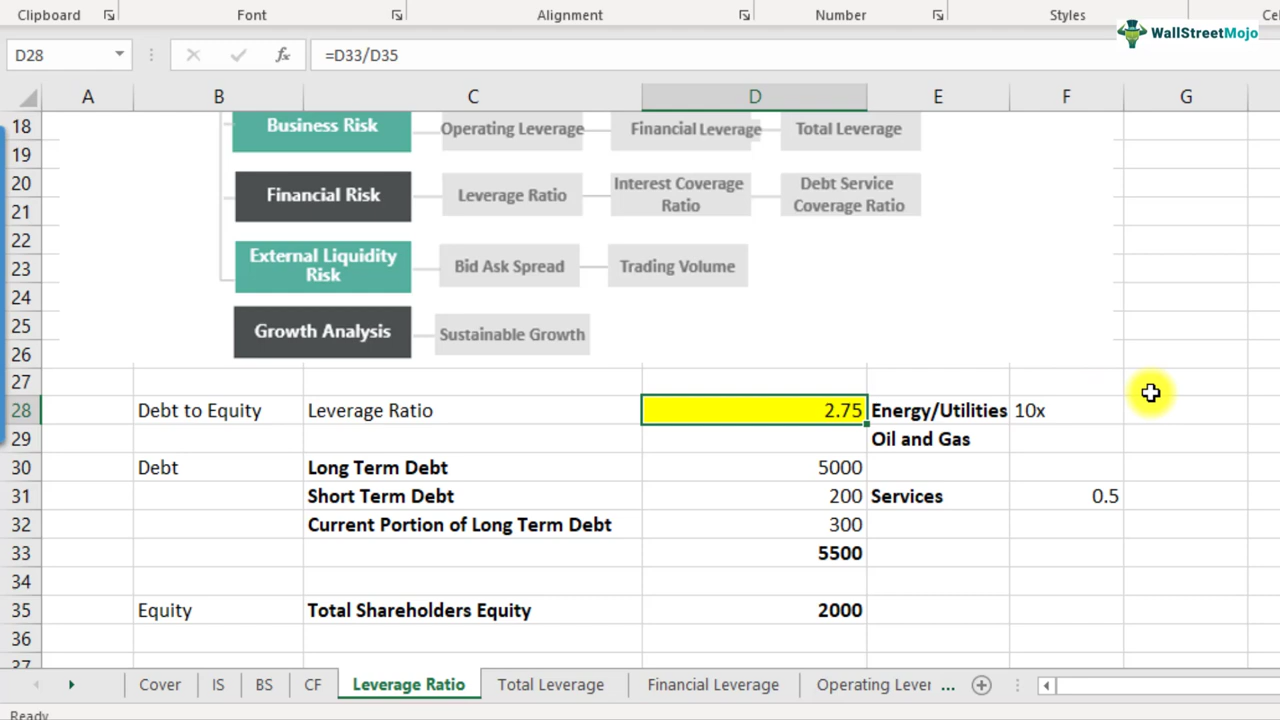 Clipboard Font Alignment Number Styles
WallStreetMojo
D28 fx =D33/D35
A B C D E F G
18 Business Risk Operating Leverage Financial Leverage Total Leverage
19
20 Financial Risk Leverage Ratio Interest Coverage Ratio Debt Service Coverage Ratio
21
22
23 External Liquidity Risk Bid Ask Spread Trading Volume
24
25 Growth Analysis Sustainable Growth
26
27
28 Debt to Equity Leverage Ratio 2.75 Energy/Utilities 10x
29 Oil and Gas
30 Debt Long Term Debt 5000
31 Short Term Debt 200 Services 0.5
32 Current Portion of Long Term Debt 300
33 5500
34
35 Equity Total Shareholders Equity 2000
36
37
Cover IS BS CF Leverage Ratio Total Leverage Financial Leverage Operating Lever ...
Ready